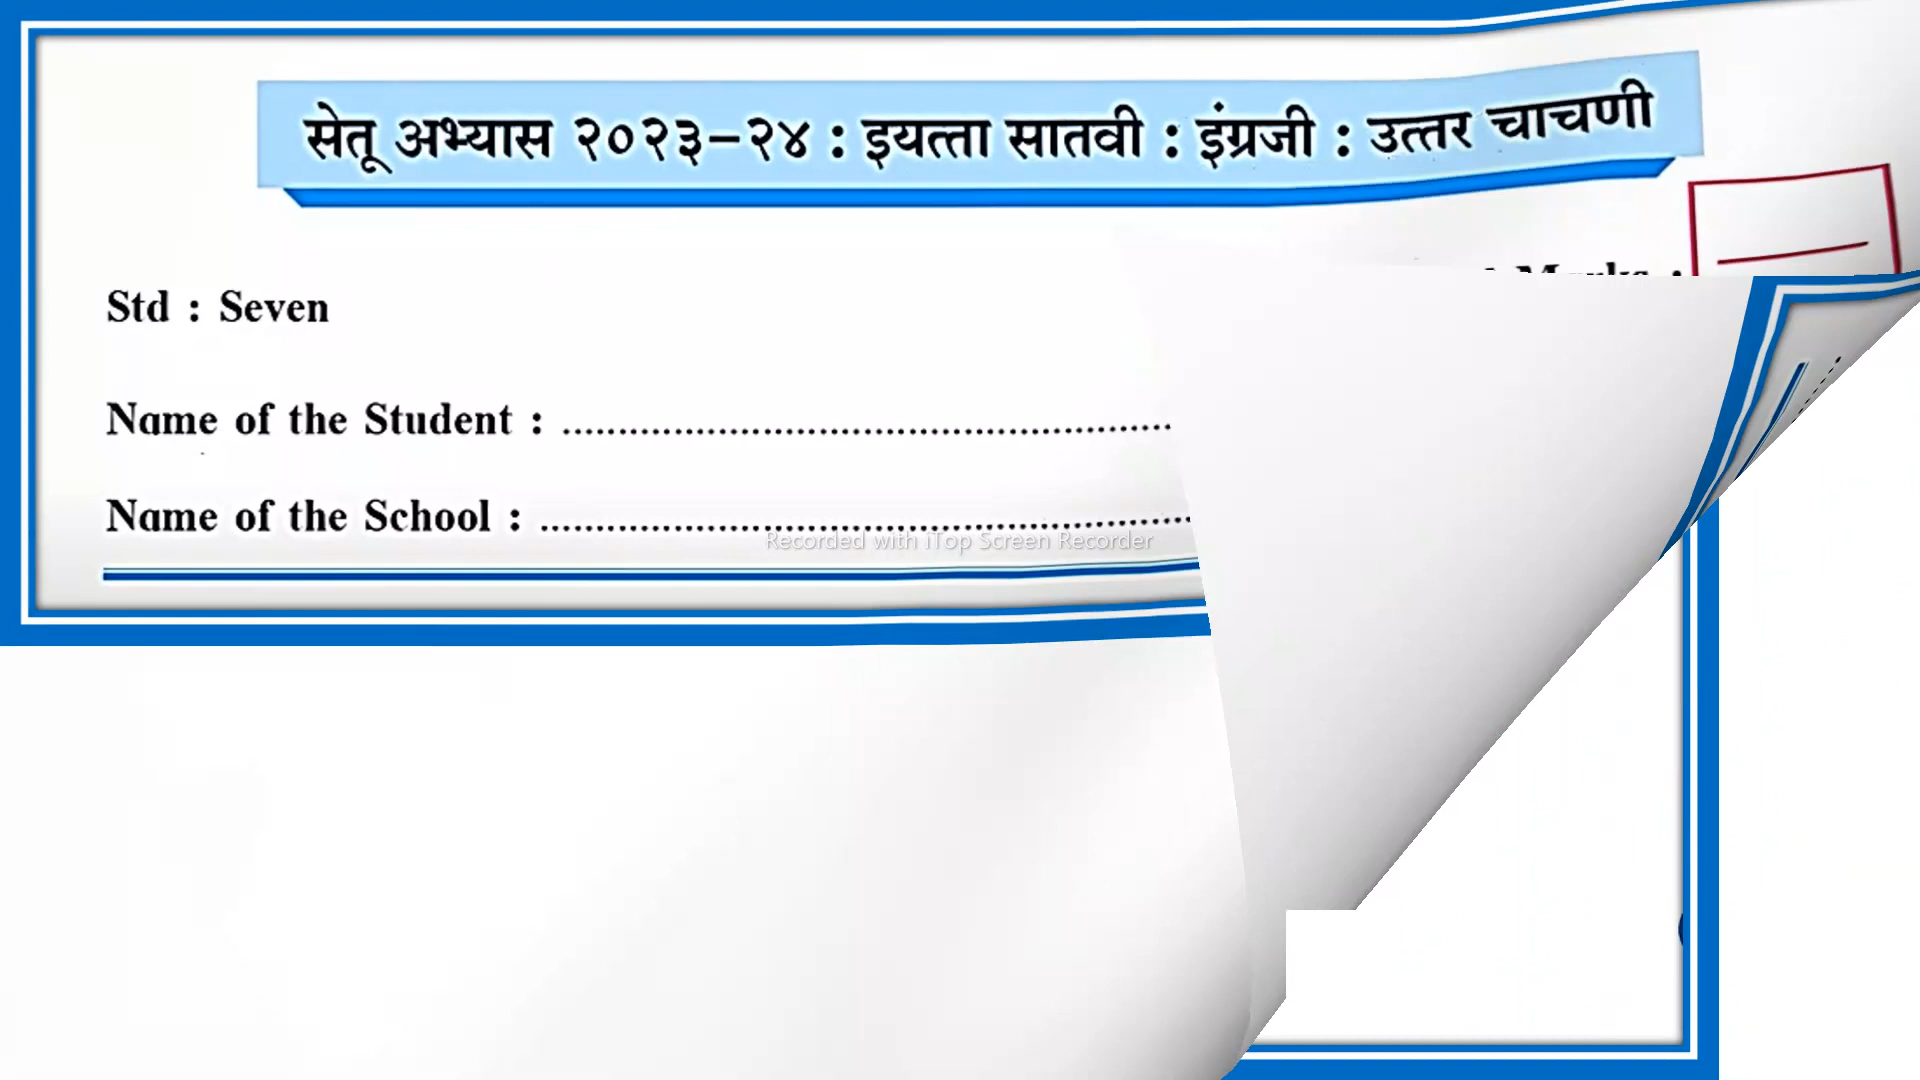 सेतू अभ्यास २०२३-२४ : इयत्ता सातवी : इंग्रजी : उत्तर चाचणी
Std : Seven
Name of the Student : ......................................................
Name of the School : ..........................................................
Recorded with iTop Screen Recorder